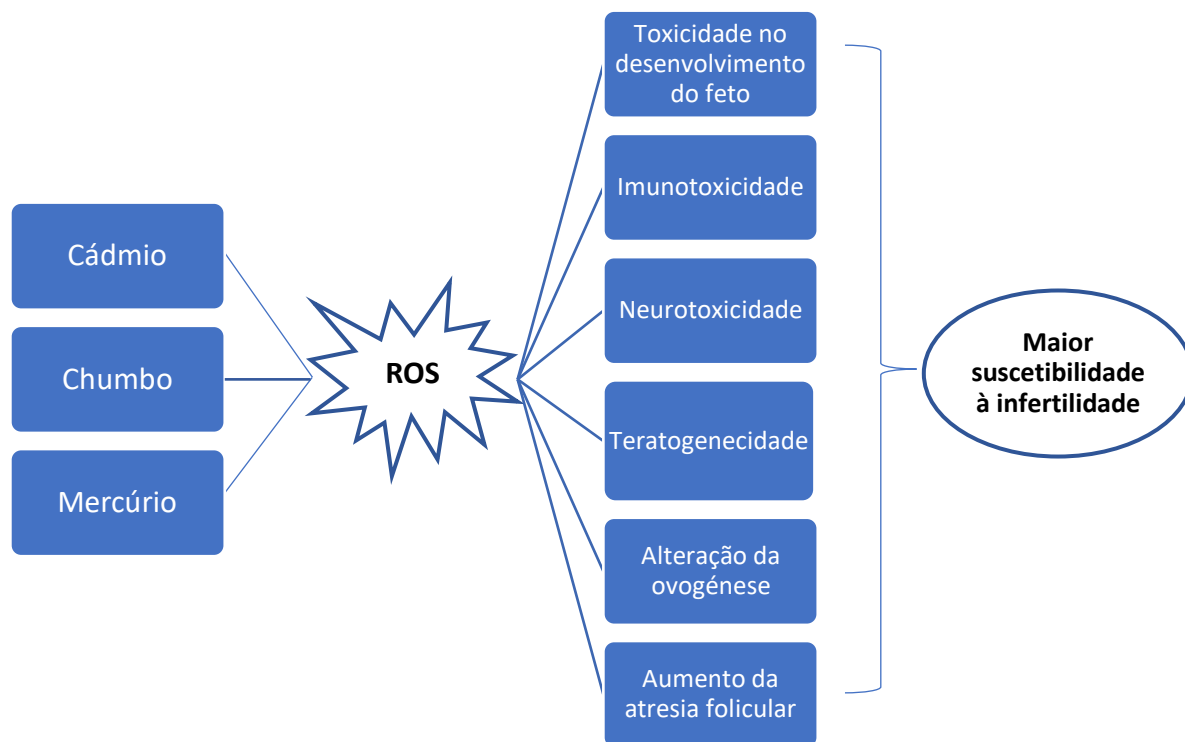 Cádmio
Chumbo
Mercúrio
ROS
Toxicidade no
desenvolvimento
do feto
Imunotoxicidade
Neurotoxicidade
Teratogenecidade
Alteração da
ovogénese
Aumento da
atresia folicular
Maior
suscetibilidade
à infertilidade